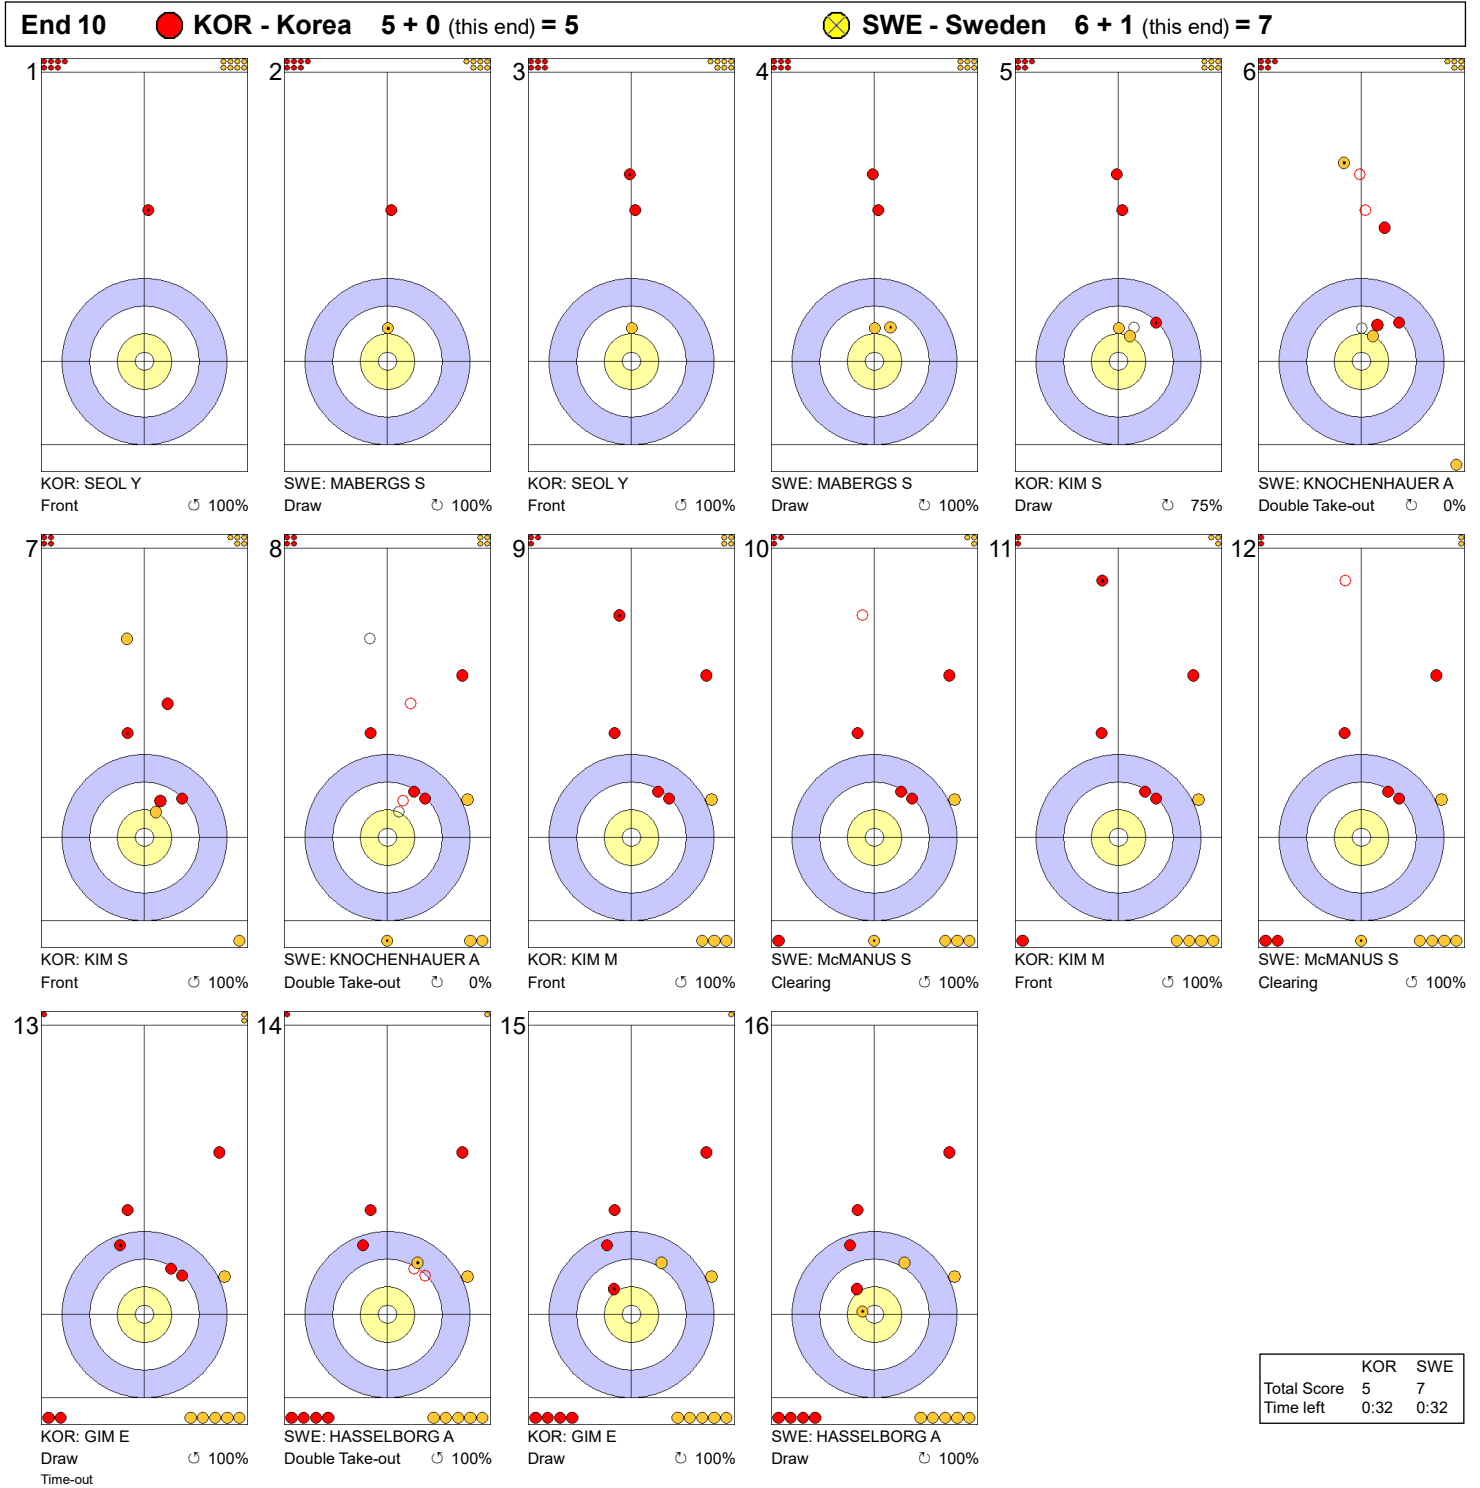 End 10 KOR - Korea 5 + 0 (this end) = 5 SWE - Sweden 6 + 1 (this end) = 7
1 2 3 4 5 6
KOR: SEOL Y SWE: MABERGS S KOR: SEOL Y SWE: MABERGS S KOR: KIM S SWE: KNOCHENHAUER A
Front ↺ 100% Draw ↻ 100% Front ↺ 100% Draw ↻ 100% Draw ↻ 75% Double Take-out ↻ 0%
7 8 9 10 11 12
KOR: KIM S SWE: KNOCHENHAUER A KOR: KIM M SWE: McMANUS S KOR: KIM M SWE: McMANUS S
Front ↺ 100% Double Take-out ↻ 0% Front ↺ 100% Clearing ↺ 100% Front ↺ 100% Clearing ↺ 100%
13 14 15 16
KOR: GIM E SWE: HASSELBORG A KOR: GIM E SWE: HASSELBORG A
Draw ↺ 100% Double Take-out ↺ 100% Draw ↻ 100% Draw ↻ 100%
Time-out
KOR SWE
Total Score 5 7
Time left 0:32 0:32